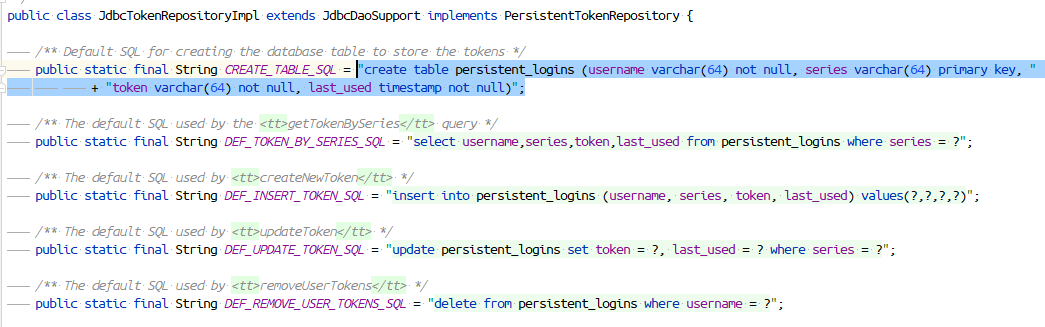 public class JdbcTokenRepositoryImpl extends JdbcDaoSupport implements PersistentTokenRepository {
/** Default SQL for creating the database table to store the tokens */
public static final String CREATE_TABLE_SQL = "create table persistent_logins (username varchar(64) not null, series varchar(64) primary key, "
+ "token varchar(64) not null, last_used timestamp not null)";
/** The default SQL used by the <tt>getTokenBySeries</tt> query */
public static final String DEF_TOKEN_BY_SERIES_SQL = "select username,series,token,last_used from persistent_logins where series = ?";
/** The default SQL used by <tt>createNewToken</tt> */
public static final String DEF_INSERT_TOKEN_SQL = "insert into persistent_logins (username, series, token, last_used) values(?,?,?,?)";
/** The default SQL used by <tt>updateToken</tt> */
public static final String DEF_UPDATE_TOKEN_SQL = "update persistent_logins set token = ?, last_used = ? where series = ?";
/** The default SQL used by <tt>removeUserTokens</tt> */
public static final String DEF_REMOVE_USER_TOKENS_SQL = "delete from persistent_logins where username = ?";